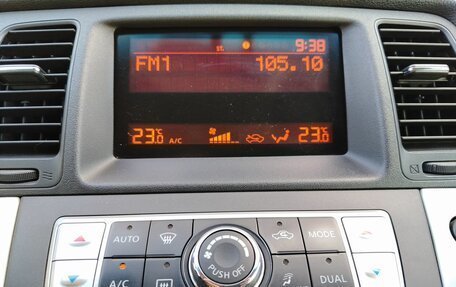 st 9:38
FM1 105.10
23.0°C A/C 23.0°C
AUTO MODE
PUSH OFF
A/C DUAL